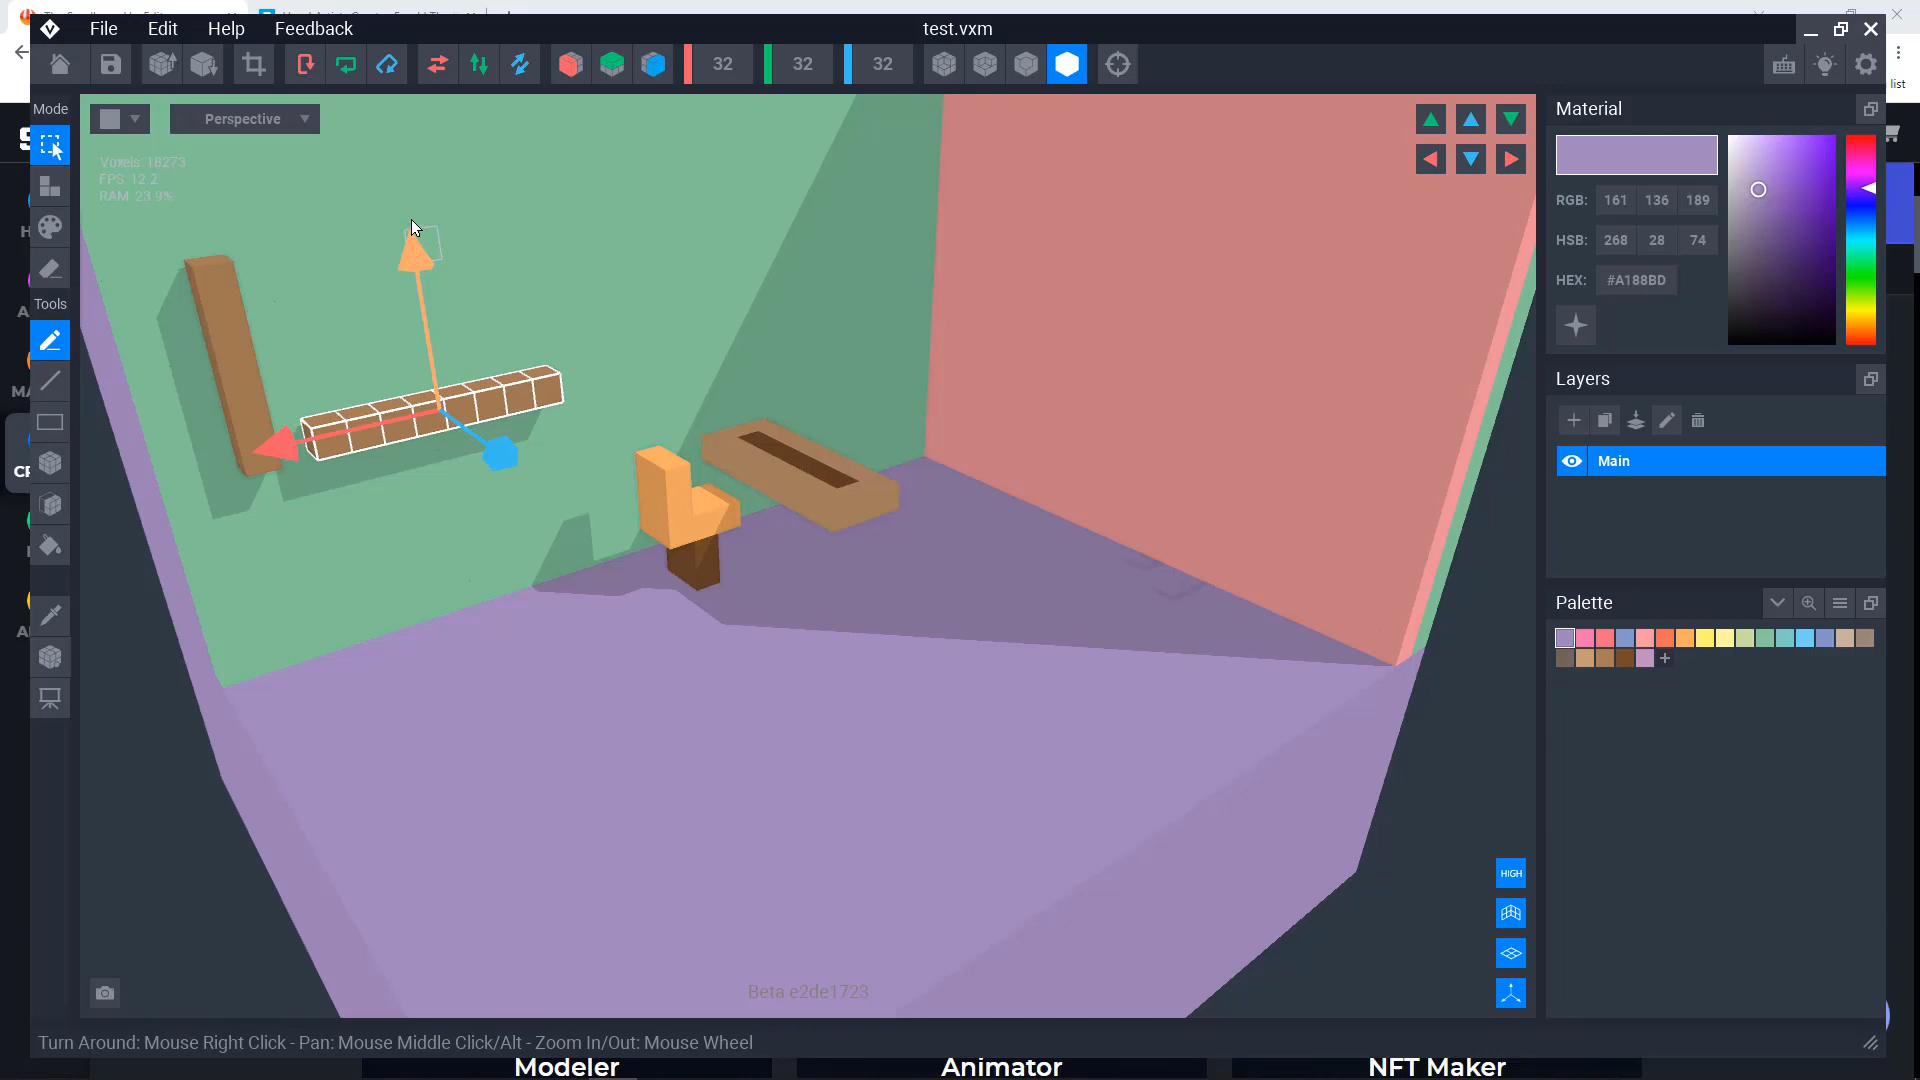 File Edit Help Feedback test.vxm
32 32 32
list
Mode
Perspective
Voxels: 18273
FPS: 12.2
RAM: 23.9%
Tools
Material
RGB: 161 136 189
HSB: 268 28 74
HEX: #A188BD
Layers
Main
Palette
HIGH
Beta e2de1723
Turn Around: Mouse Right Click - Pan: Mouse Middle Click/Alt - Zoom In/Out: Mouse Wheel
Modeler Animator NFT Maker